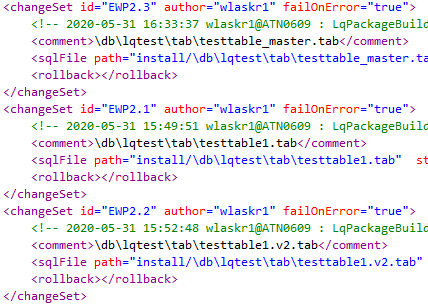 <changeSet id="EWP2.3" author="wlaskr1" failOnError="true">
<!-- 2020-05-31 16:33:37 wlaskr1@ATN0609 : LqPackageBuild
<comment>\db\lqtest\tab\testtable_master.tab</comment>
<sqlFile path="install/\db\lqtest\tab\testtable_master.ta
<rollback></rollback>
</changeSet>
<changeSet id="EWP2.1" author="wlaskr1" failOnError="true">
<!-- 2020-05-31 15:49:51 wlaskr1@ATN0609 : LqPackageBuild
<comment>\db\lqtest\tab\testtable1.tab</comment>
<sqlFile path="install/\db\lqtest\tab\testtable1.tab" st
<rollback></rollback>
</changeSet>
<changeSet id="EWP2.2" author="wlaskr1" failOnError="true">
<!-- 2020-05-31 15:52:48 wlaskr1@ATN0609 : LqPackageBuild
<comment>\db\lqtest\tab\testtable1.v2.tab</comment>
<sqlFile path="install/\db\lqtest\tab\testtable1.v2.tab"
<rollback></rollback>
</changeSet>